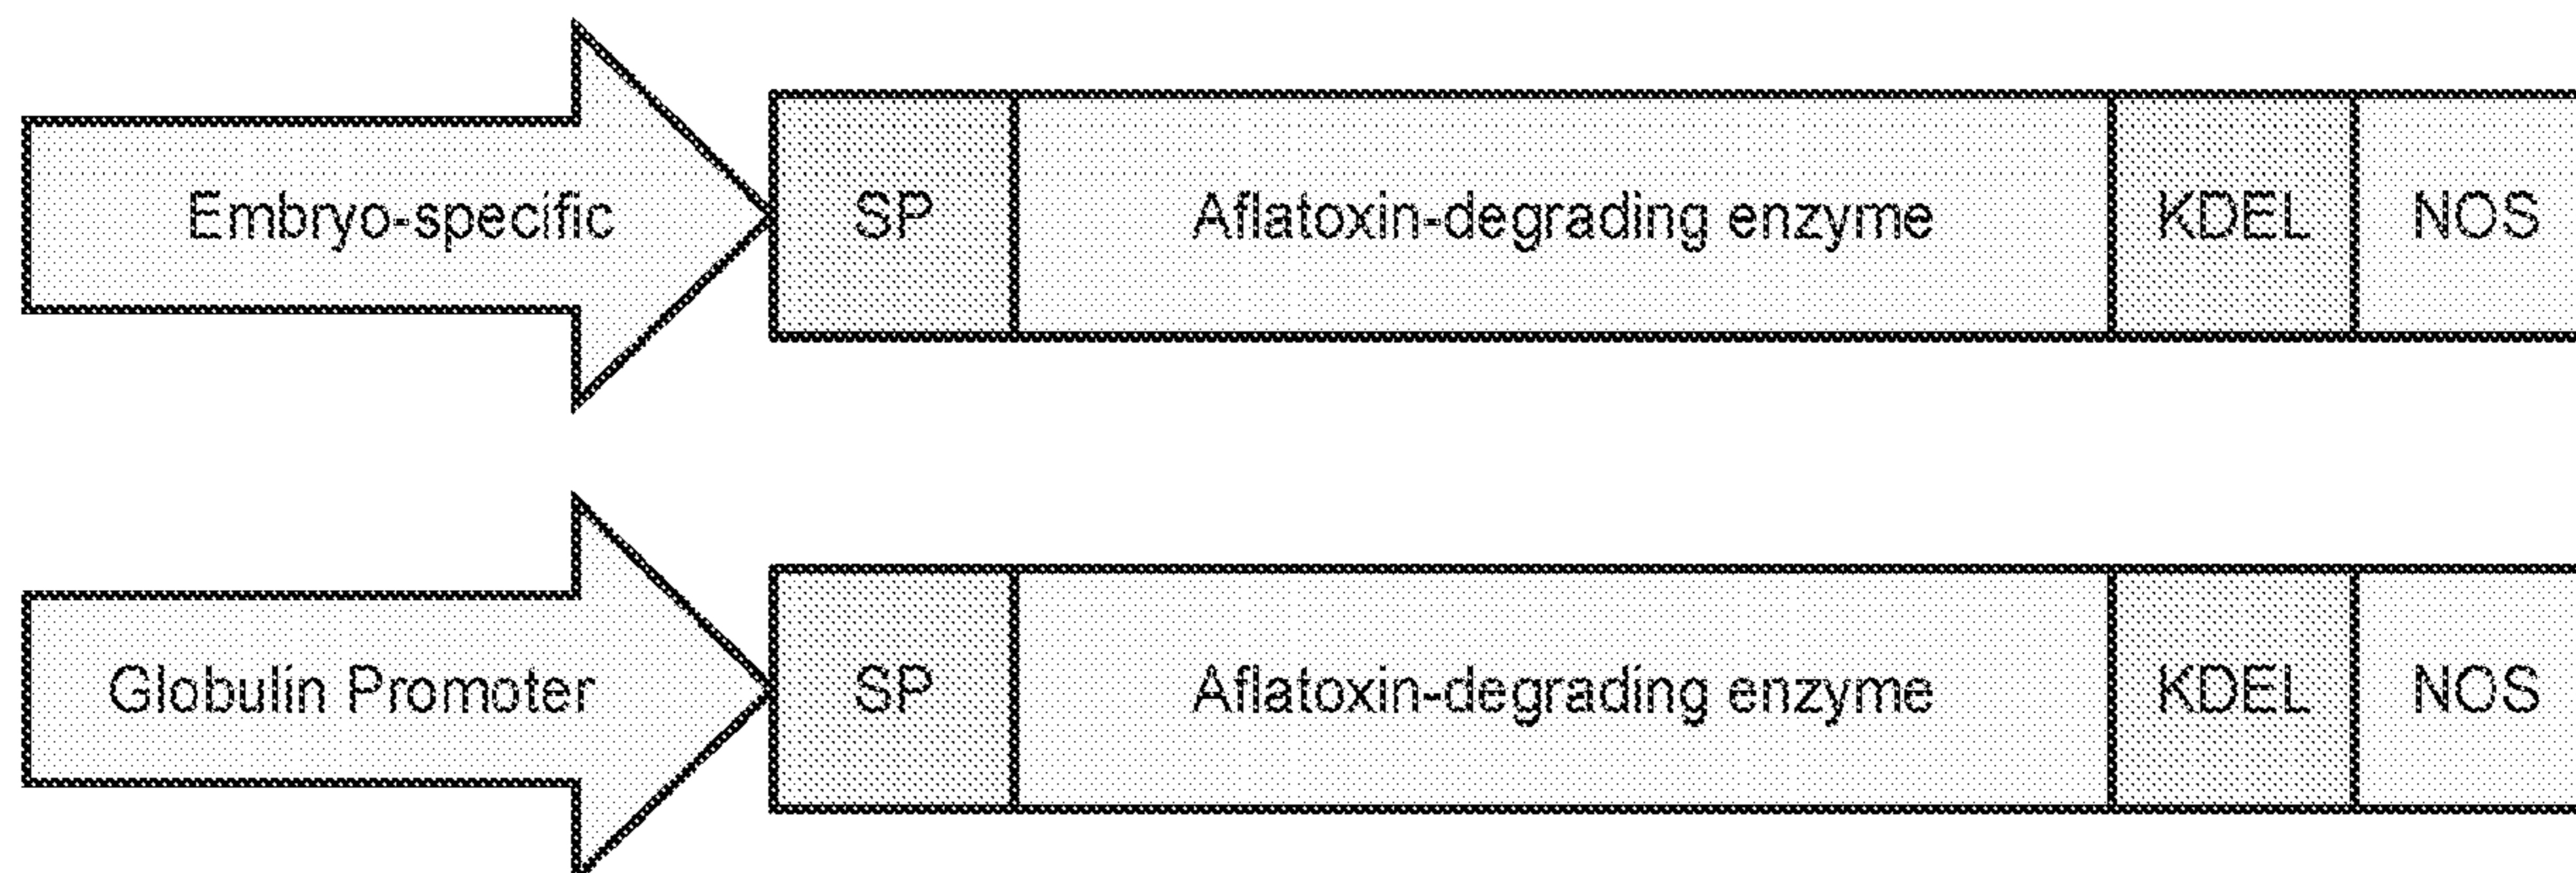 Embryo-specific SP Aflatoxin-degrading enzyme KDEL NOS
Globulin Promoter SP Aflatoxin-degrading enzyme KDEL NOS